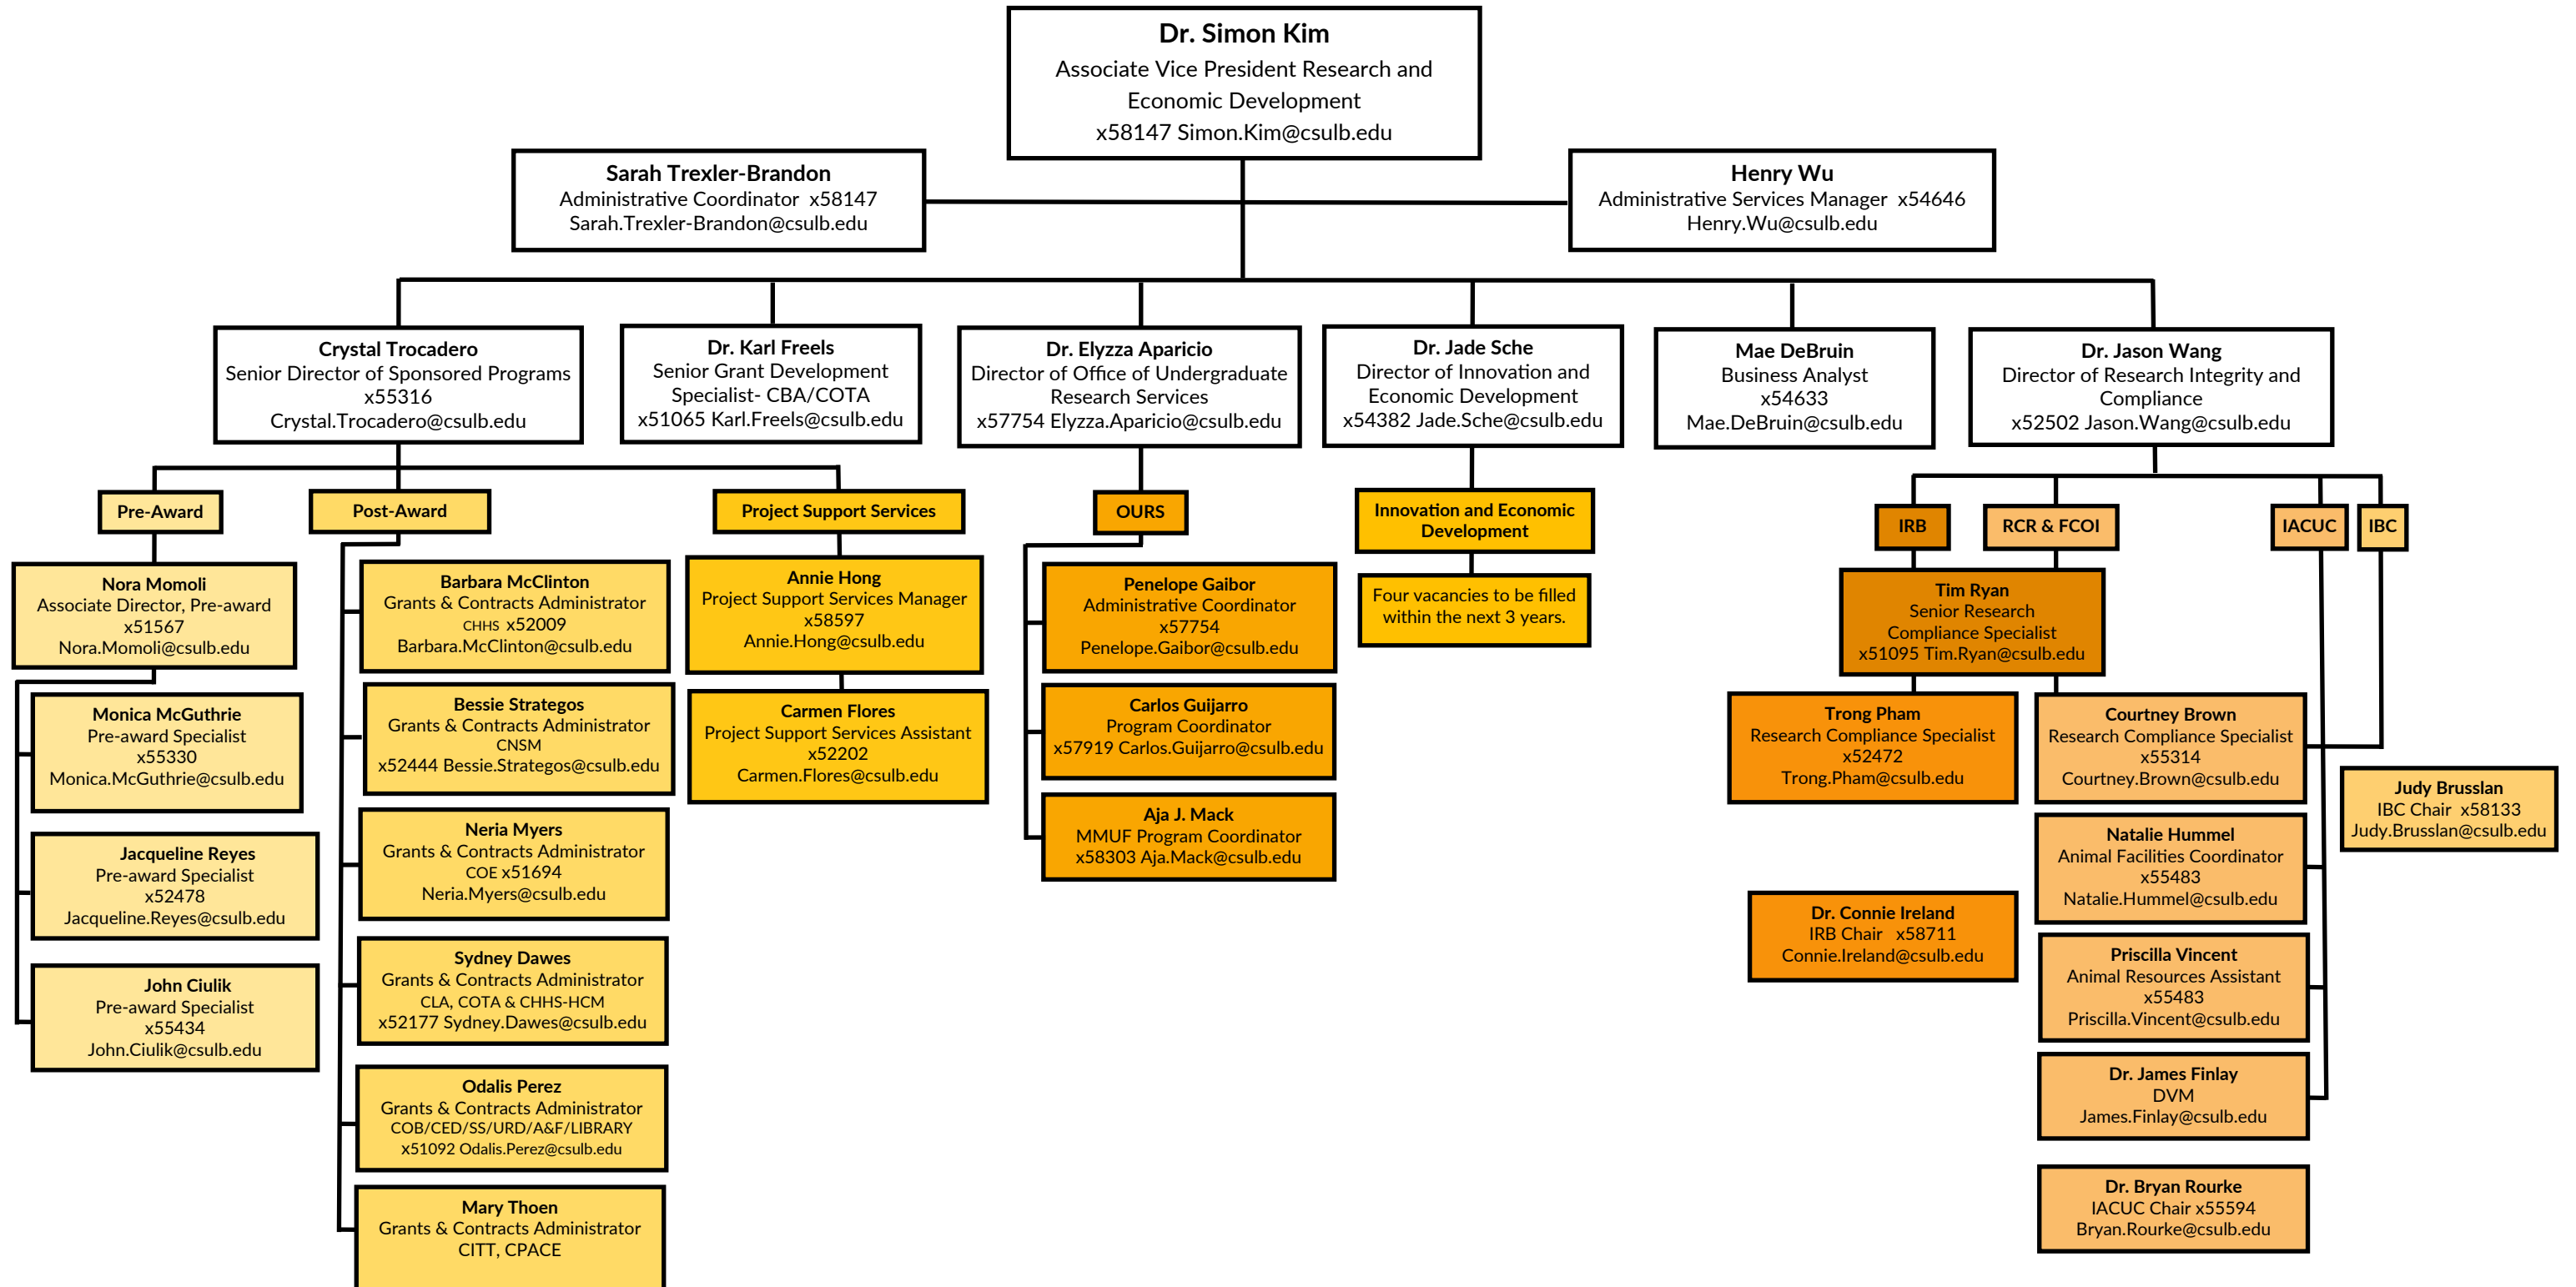 Dr. Simon Kim
Associate Vice President Research and
Economic Development
x58147 Simon.Kim@csulb.edu
Sarah Trexler-Brandon
Administrative Coordinator x58147
Sarah.Trexler-Brandon@csulb.edu
Henry Wu
Administrative Services Manager x54646
Henry.Wu@csulb.edu
Crystal Trocadero
Senior Director of Sponsored Programs
x55316
Crystal.Trocadero@csulb.edu
Dr. Karl Freels
Senior Grant Development
Specialist- CBA/COTA
x51065 Karl.Freels@csulb.edu
Dr. Elyzza Aparicio
Director of Office of Undergraduate
Research Services
x57754 Elyzza.Aparicio@csulb.edu
Dr. Jade Sche
Director of Innovation and
Economic Development
x54382 Jade.Sche@csulb.edu
Mae DeBruin
Business Analyst
x54633
Mae.DeBruin@csulb.edu
Dr. Jason Wang
Director of Research Integrity and
Compliance
x52502 Jason.Wang@csulb.edu
Pre-Award
Nora Momoli
Associate Director, Pre-award
x51567
Nora.Momoli@csulb.edu
Monica McGuthrie
Pre-award Specialist
x55330
Monica.McGuthrie@csulb.edu
Jacqueline Reyes
Pre-award Specialist
x52478
Jacqueline.Reyes@csulb.edu
John Ciulik
Pre-award Specialist
x55434
John.Ciulik@csulb.edu
Post-Award
Barbara McClinton
Grants & Contracts Administrator
CHHS x52009
Barbara.McClinton@csulb.edu
Bessie Strategos
Grants & Contracts Administrator
CNSM
x52444 Bessie.Strategos@csulb.edu
Neria Myers
Grants & Contracts Administrator
COE x51694
Neria.Myers@csulb.edu
Sydney Dawes
Grants & Contracts Administrator
CLA, COTA & CHHS-HCM
x52177 Sydney.Dawes@csulb.edu
Odalis Perez
Grants & Contracts Administrator
COB/CED/SS/URD/A&F/LIBRARY
x51092 Odalis.Perez@csulb.edu
Mary Thoen
Grants & Contracts Administrator
CITT, CPACE
Project Support Services
Annie Hong
Project Support Services Manager
x58597
Annie.Hong@csulb.edu
Carmen Flores
Project Support Services Assistant
x52202
Carmen.Flores@csulb.edu
OURS
Penelope Gaibor
Administrative Coordinator
x57754
Penelope.Gaibor@csulb.edu
Carlos Guijarro
Program Coordinator
x57919 Carlos.Guijarro@csulb.edu
Aja J. Mack
MMUF Program Coordinator
x58303 Aja.Mack@csulb.edu
Innovation and Economic
Development
Four vacancies to be filled
within the next 3 years.
IRB
RCR & FCOI
IACUC
IBC
Tim Ryan
Senior Research
Compliance Specialist
x51095 Tim.Ryan@csulb.edu
Trong Pham
Research Compliance Specialist
x52472
Trong.Pham@csulb.edu
Dr. Connie Ireland
IRB Chair x58711
Connie.Ireland@csulb.edu
Courtney Brown
Research Compliance Specialist
x55314
Courtney.Brown@csulb.edu
Natalie Hummel
Animal Facilities Coordinator
x55483
Natalie.Hummel@csulb.edu
Priscilla Vincent
Animal Resources Assistant
x55483
Priscilla.Vincent@csulb.edu
Dr. James Finlay
DVM
James.Finlay@csulb.edu
Dr. Bryan Rourke
IACUC Chair x55594
Bryan.Rourke@csulb.edu
Judy Brusslan
IBC Chair x58133
Judy.Brusslan@csulb.edu